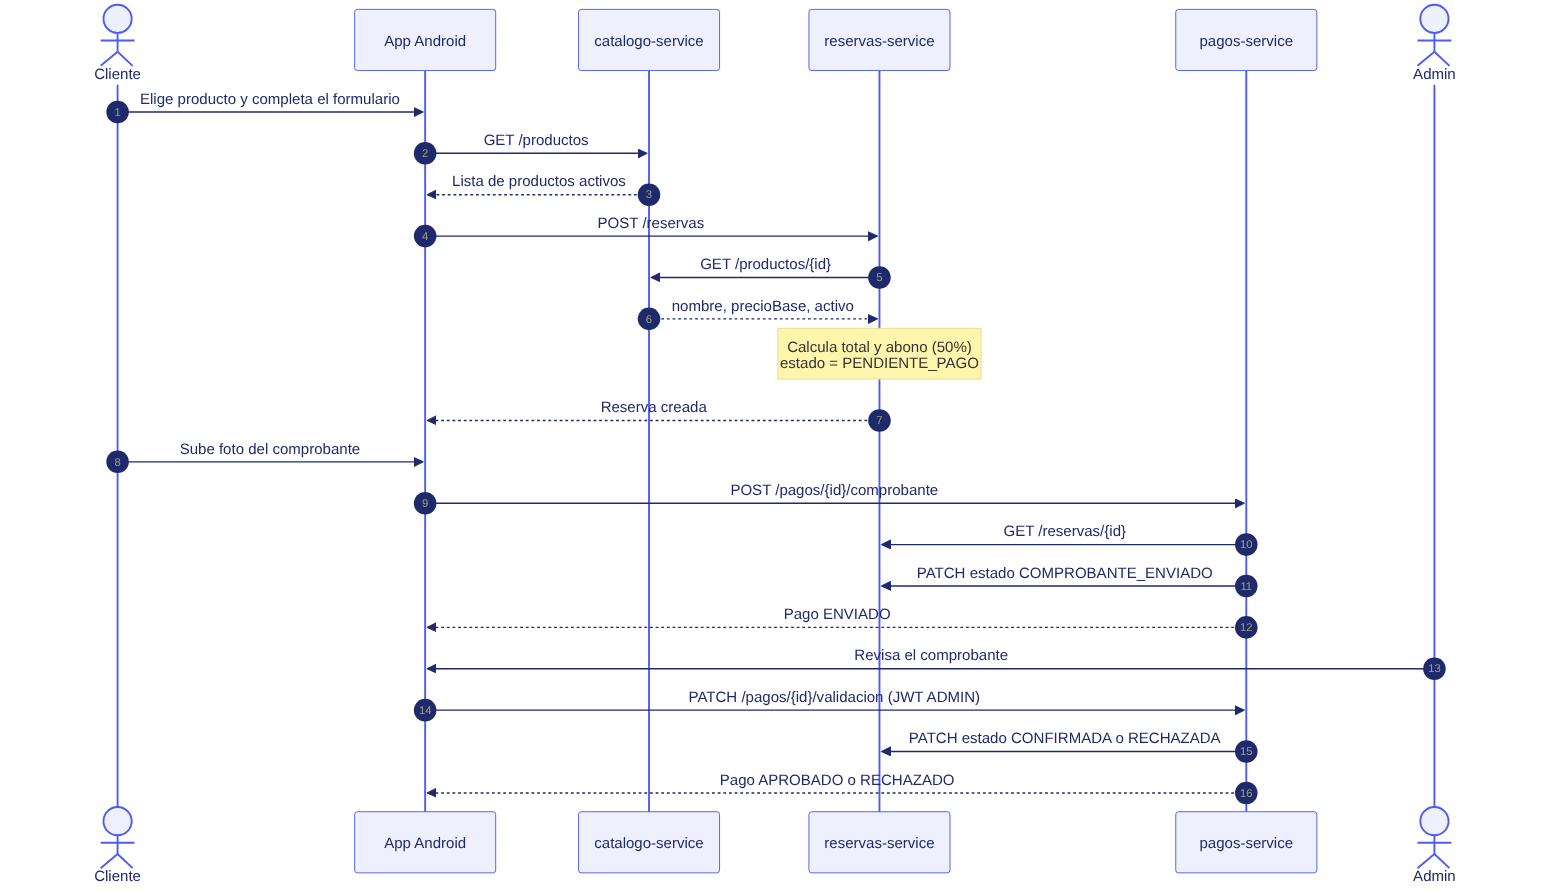 Cliente
App Android
catalogo-service
reservas-service
pagos-service
Admin
1 Elige producto y completa el formulario
2 GET /productos
Lista de productos activos 3
4 POST /reservas
GET /productos/{id} 5
6 nombre, precioBase, activo
Calcula total y abono (50%)
estado = PENDIENTE_PAGO
Reserva creada 7
8 Sube foto del comprobante
9 POST /pagos/{id}/comprobante
GET /reservas/{id} 10
PATCH estado COMPROBANTE_ENVIADO 11
Pago ENVIADO 12
Revisa el comprobante 13
14 PATCH /pagos/{id}/validacion (JWT ADMIN)
PATCH estado CONFIRMADA o RECHAZADA 15
Pago APROBADO o RECHAZADO 16
Cliente
App Android
catalogo-service
reservas-service
pagos-service
Admin